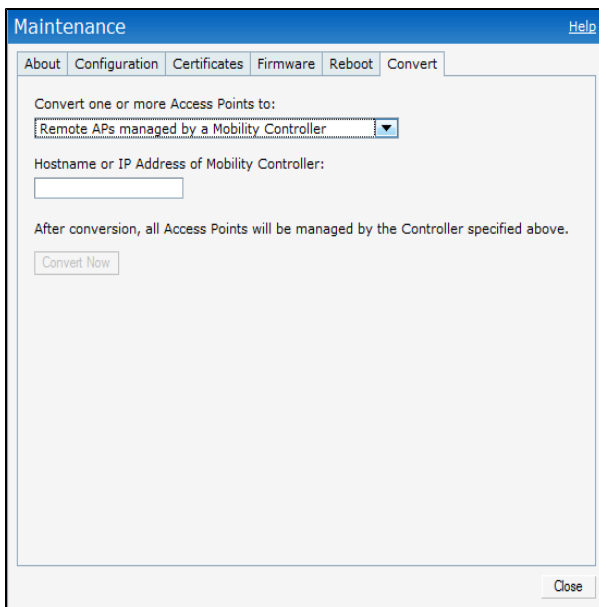 Maintenance Help
About Configuration Certificates Firmware Reboot Convert
Convert one or more Access Points to:
Remote APs managed by a Mobility Controller
Hostname or IP Address of Mobility Controller:
After conversion, all Access Points will be managed by the Controller specified above.
Convert Now
Close